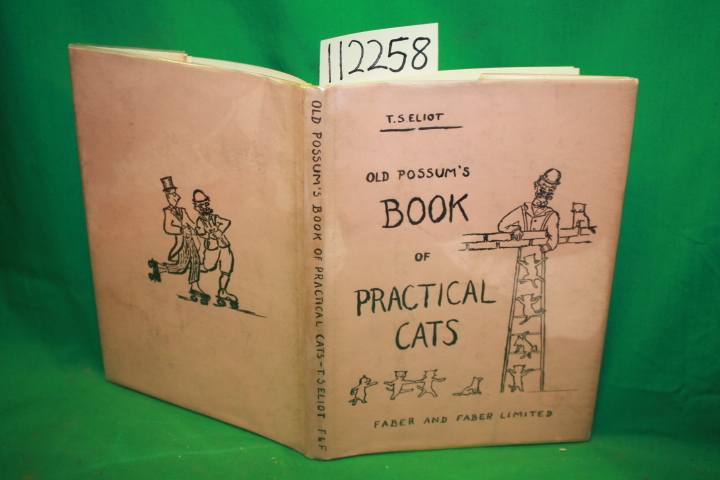 112258
T.S.ELIOT
OLD POSSUM'S
BOOK
OF
PRACTICAL
CATS
FABER AND FABER LIMITED
OLD POSSUM'S BOOK OF PRACTICAL CATS-T.S ELIOT F&F